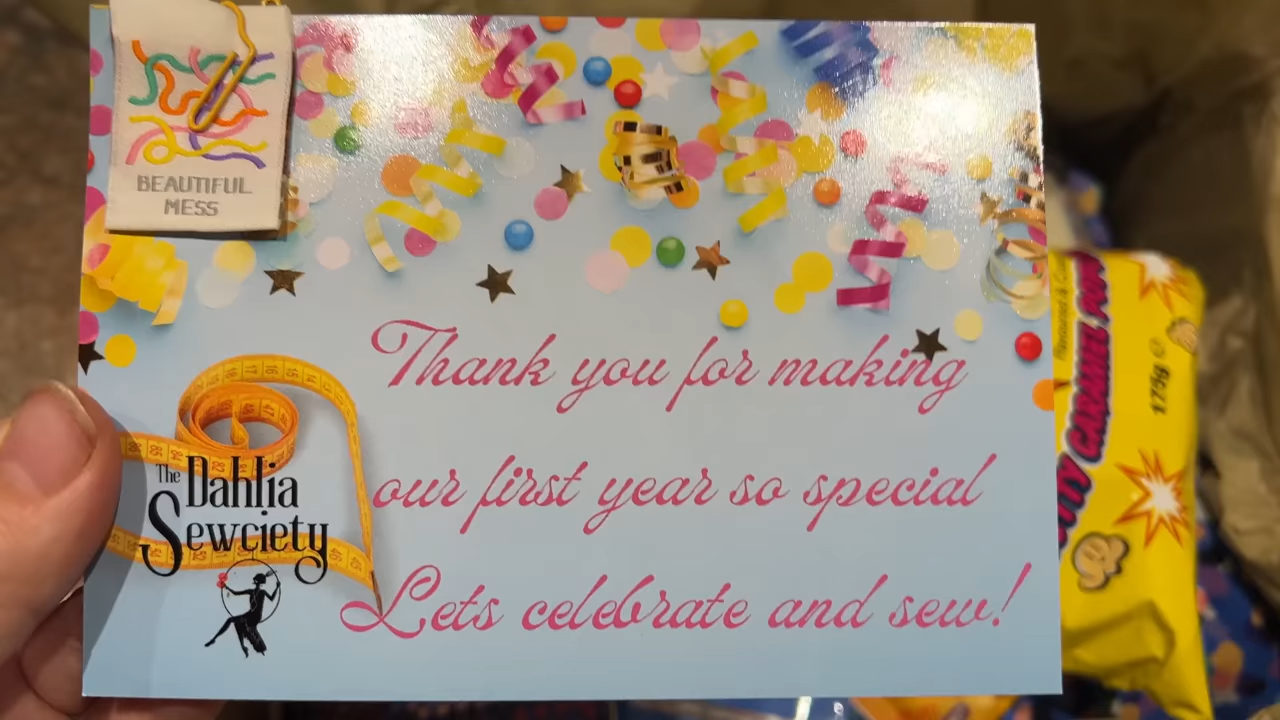 BEAUTIFUL
MESS
Thank you for making
our first year so special
Lets celebrate and sew!
The Dahlia
Sewciety
CARAMEL
175g e